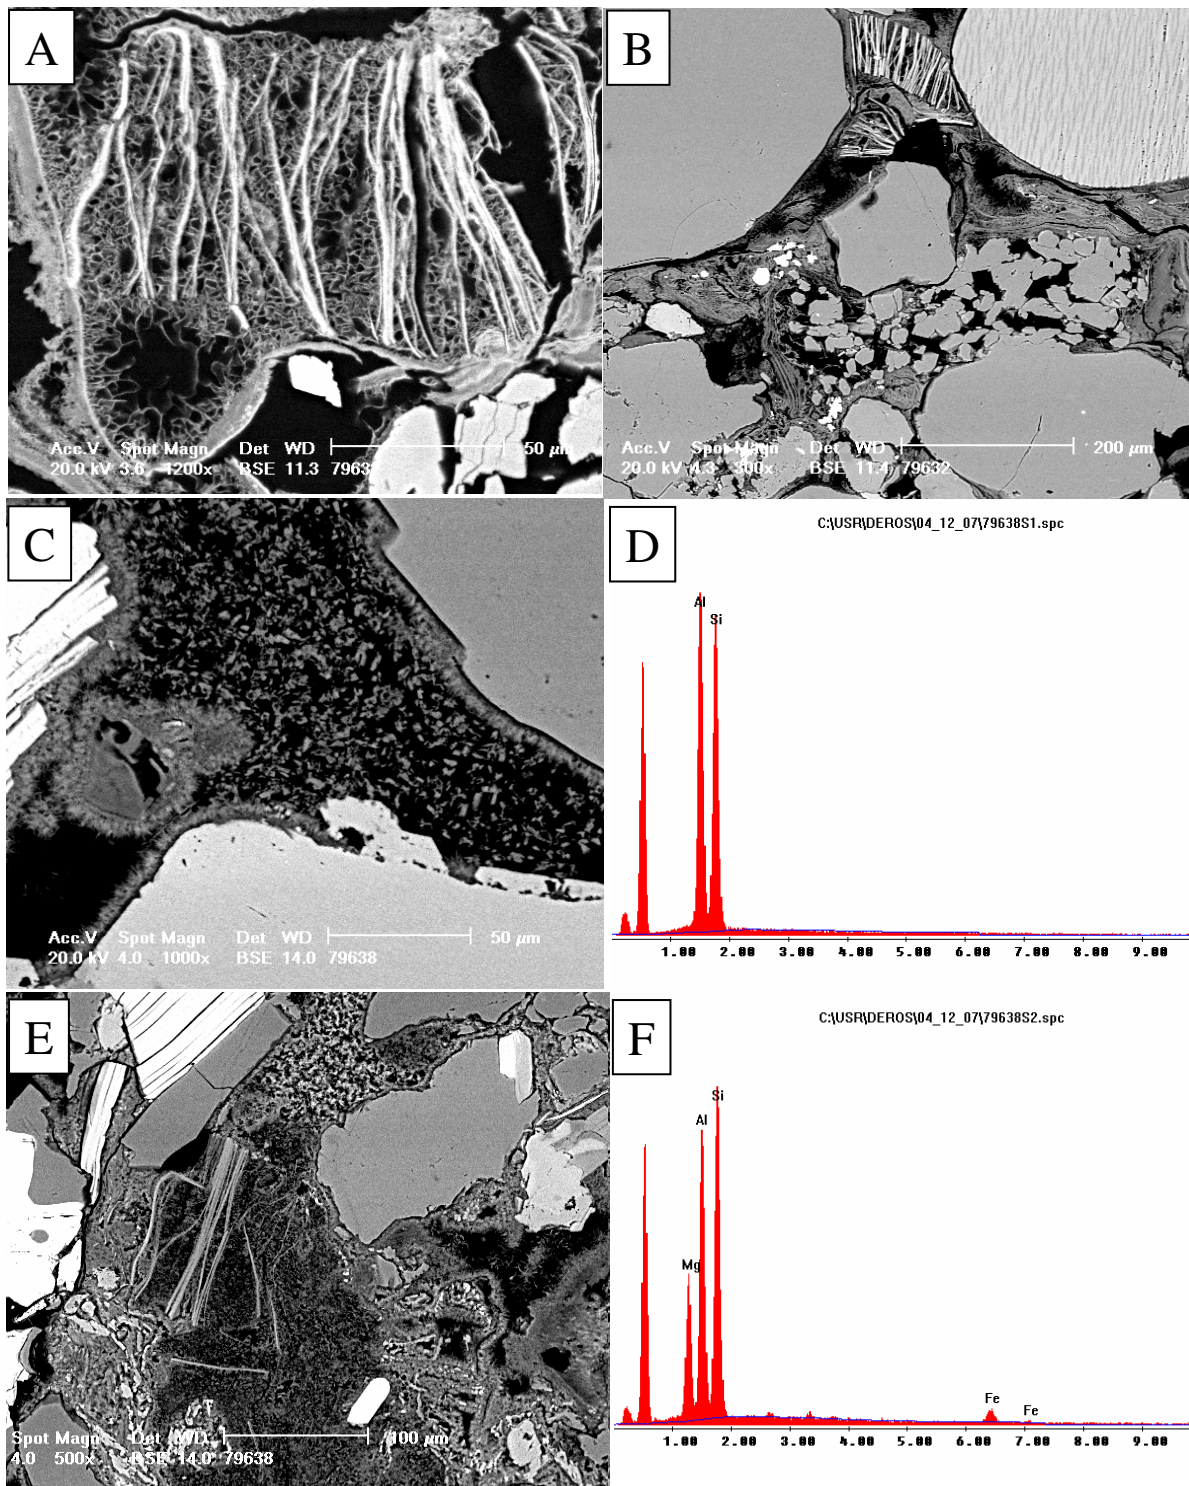 A
Acc.V Spot Magn Det WD 50 µm
20.0 kV 3.6 1200x BSE 11.3 79632
B
Acc.V Spot Magn Det WD 200 µm
20.0 kV 4.3 300x BSE 11.4 79632
C
Acc.V Spot Magn Det WD 50 µm
20.0 kV 4.0 1000x BSE 14.0 79638
D
C:\USR\DEROS\04_12_07\79638S1.spc
Al
Si
1.00 2.00 3.00 4.00 5.00 6.00 7.00 8.00 9.00
E
Spot Magn Det WD 100 µm
4.0 500x BSE 14.0 79638
F
C:\USR\DEROS\04_12_07\79638S2.spc
Si
Al
Mg
Fe
Fe
1.00 2.00 3.00 4.00 5.00 6.00 7.00 8.00 9.00